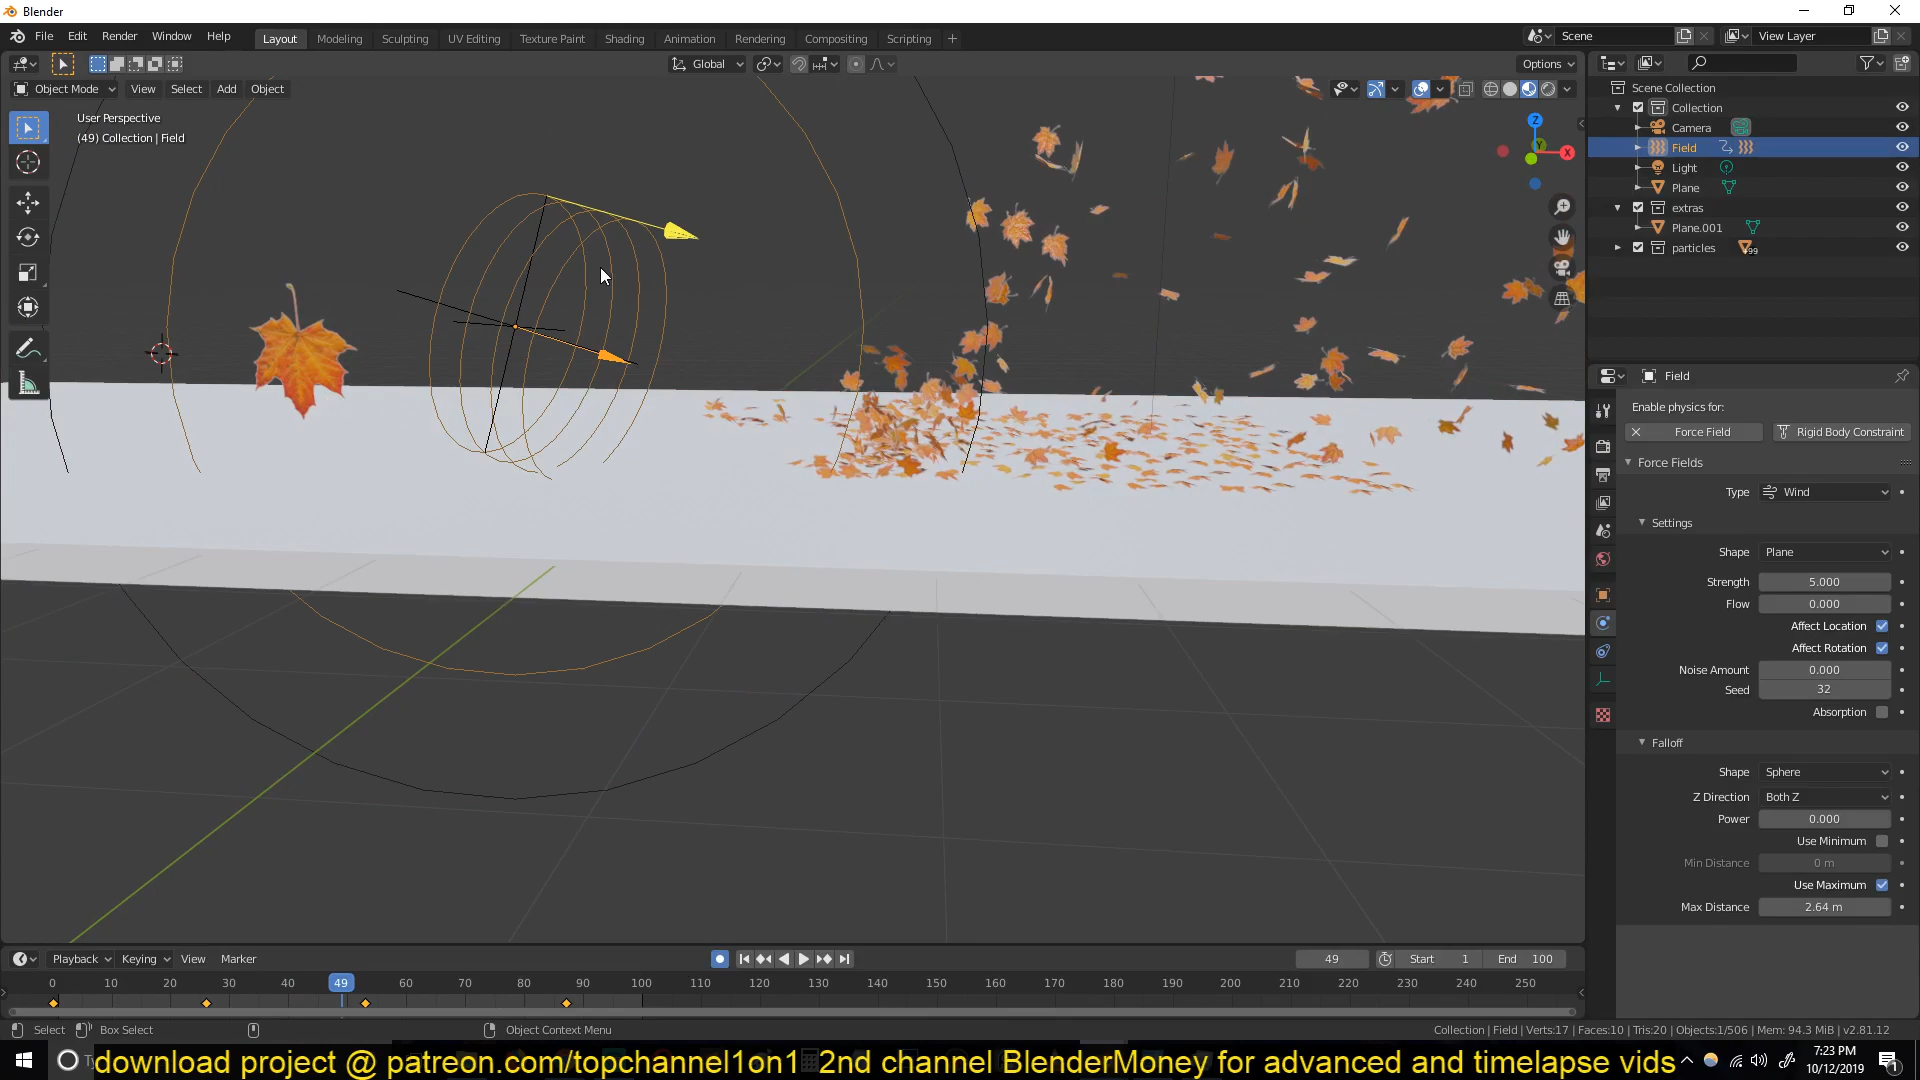 Blender
File Edit Render Window Help
Layout Modeling Sculpting UV Editing Texture Paint Shading Animation Rendering Compositing Scripting +
Scene View Layer
Global Options
Object Mode View Select Add Object
User Perspective
(49) Collection | Field
Z
Y
X
Scene Collection
Collection
Camera
Field
Light
Plane
extras
Plane.001
particles 99
Field
Enable physics for:
Force Field Rigid Body Constraint
Force Fields
Type Wind
Settings
Shape Plane
Strength 5.000
Flow 0.000
Affect Location
Affect Rotation
Noise Amount 0.000
Seed 32
Absorption
Falloff
Shape Sphere
Z Direction Both Z
Power 0.000
Use Minimum
Min Distance 0 m
Use Maximum
Max Distance 2.64 m
Playback Keying View Marker 49 Start 1 End 100
0 10 20 30 40 49 60 70 80 90 100 110 120 130 140 150 160 170 180 190 200 210 220 230 240 250
Select Box Select Object Context Menu
Collection | Field | Verts:17 | Faces:10 | Tris:20 | Objects:1/506 | Mem: 94.3 MiB | v2.81.12
download project @ patreon.com/topchannel1on1 2nd channel BlenderMoney for advanced and timelapse vids
7:23 PM
10/12/2019
1